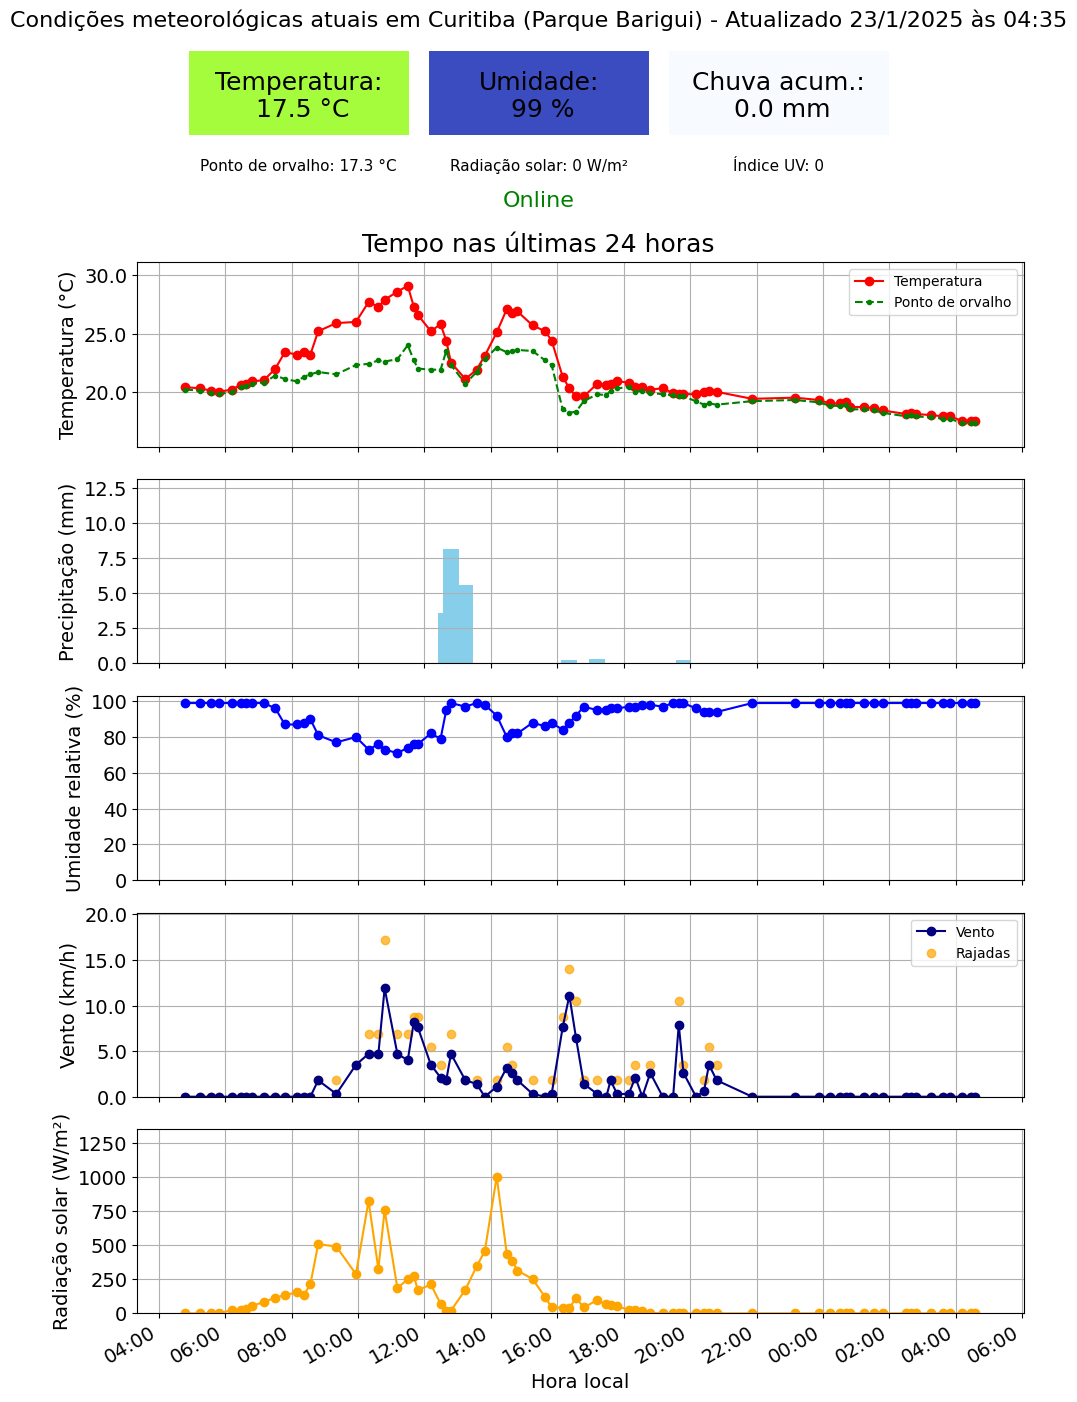 Condições meteorológicas atuais em Curitiba (Parque Barigui) - Atualizado 23/1/2025 às 04:35
Temperatura:
17.5 °C
Umidade:
99 %
Chuva acum.:
0.0 mm
Ponto de orvalho: 17.3 °C
Radiação solar: 0 W/m²
Índice UV: 0
Online
Tempo nas últimas 24 horas
Temperatura (°C)
30.0
25.0
20.0
Temperatura
Ponto de orvalho
Precipitação (mm)
12.5
10.0
7.5
5.0
2.5
0.0
Umidade relativa (%)
100
80
60
40
20
0
Vento (km/h)
20.0
15.0
10.0
5.0
0.0
Vento
Rajadas
Radiação solar (W/m²)
1250
1000
750
500
250
0
04:00
06:00
08:00
10:00
12:00
14:00
16:00
18:00
20:00
22:00
00:00
02:00
04:00
06:00
Hora local